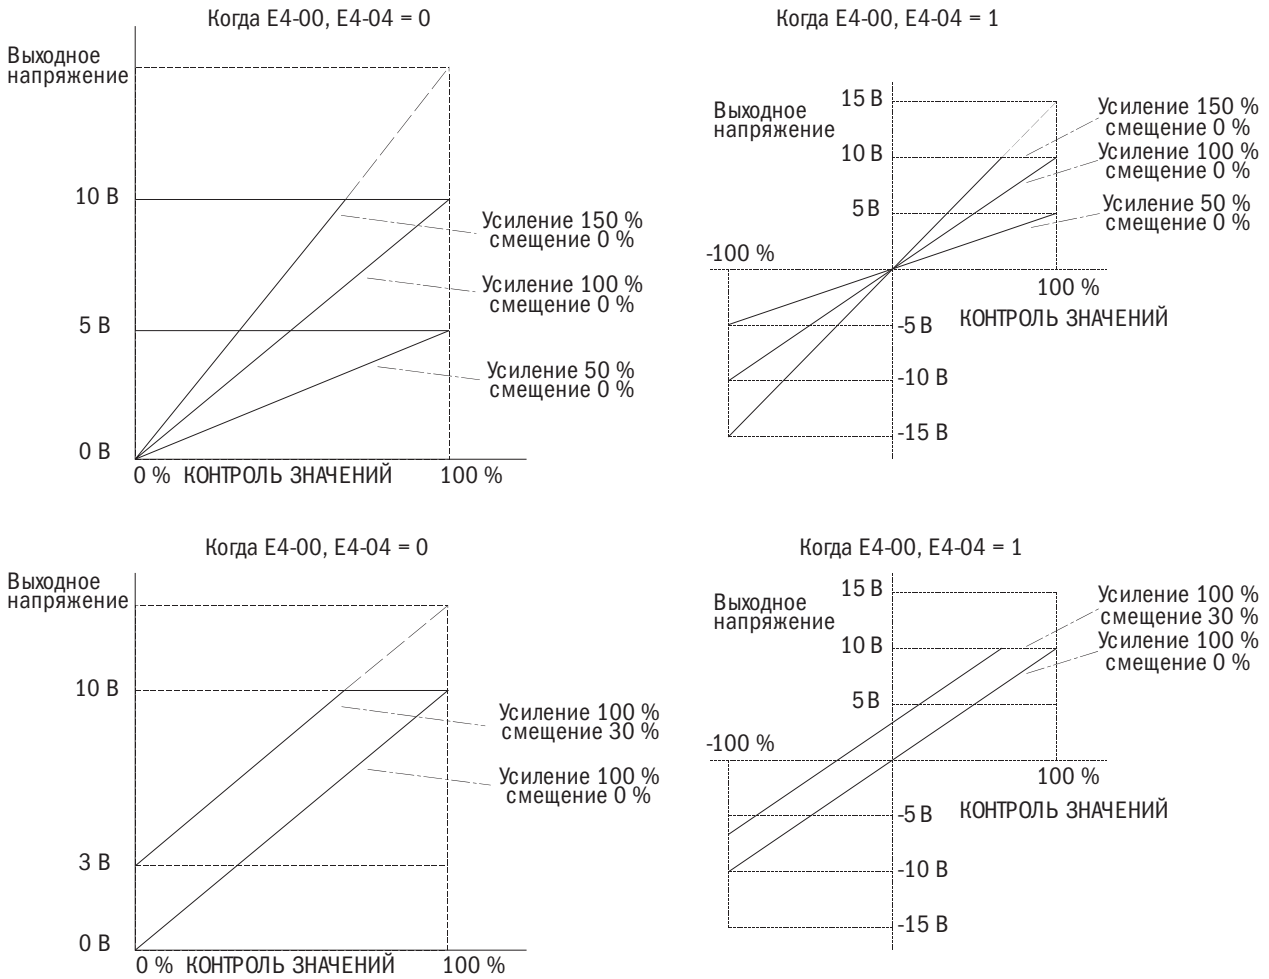 Когда E4-00, E4-04 = 0
Выходное
напряжение
10 В
5 В
0 В
Усиление 150 %
смещение 0 %
Усиление 100 %
смещение 0 %
Усиление 50 %
смещение 0 %
0 % КОНТРОЛЬ ЗНАЧЕНИЙ 100 %
Когда E4-00, E4-04 = 1
Выходное
напряжение
15 В
10 В
5 В
Усиление 150 %
смещение 0 %
Усиление 100 %
смещение 0 %
Усиление 50 %
смещение 0 %
-100 %
100 %
КОНТРОЛЬ ЗНАЧЕНИЙ
-5 В
-10 В
-15 В
Когда E4-00, E4-04 = 0
Выходное
напряжение
10 В
3 В
0 В
Усиление 100 %
смещение 30 %
Усиление 100 %
смещение 0 %
0 % КОНТРОЛЬ ЗНАЧЕНИЙ 100 %
Когда E4-00, E4-04 = 1
Выходное
напряжение
15 В
10 В
5 В
Усиление 100 %
смещение 30 %
Усиление 100 %
смещение 0 %
-100 %
100 %
КОНТРОЛЬ ЗНАЧЕНИЙ
-5 В
-10 В
-15 В